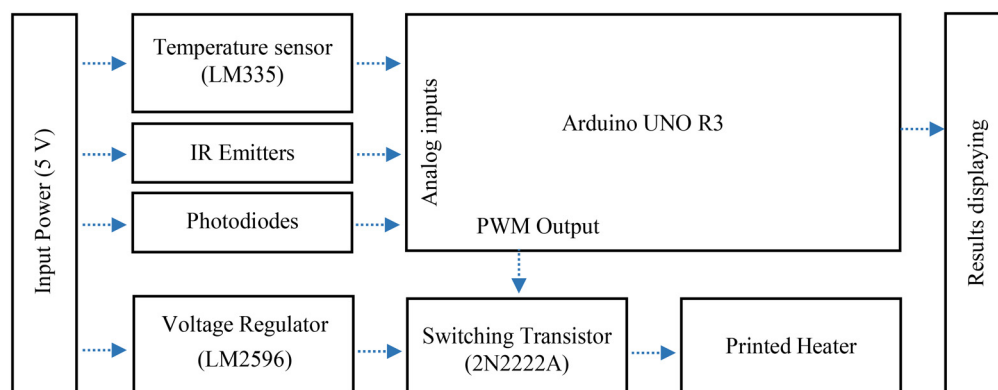 Input Power (5 V)
Temperature sensor
(LM335)
IR Emitters
Photodiodes
Voltage Regulator
(LM2596)
Analog inputs
Arduino UNO R3
PWM Output
Switching Transistor
(2N2222A)
Printed Heater
Results displaying